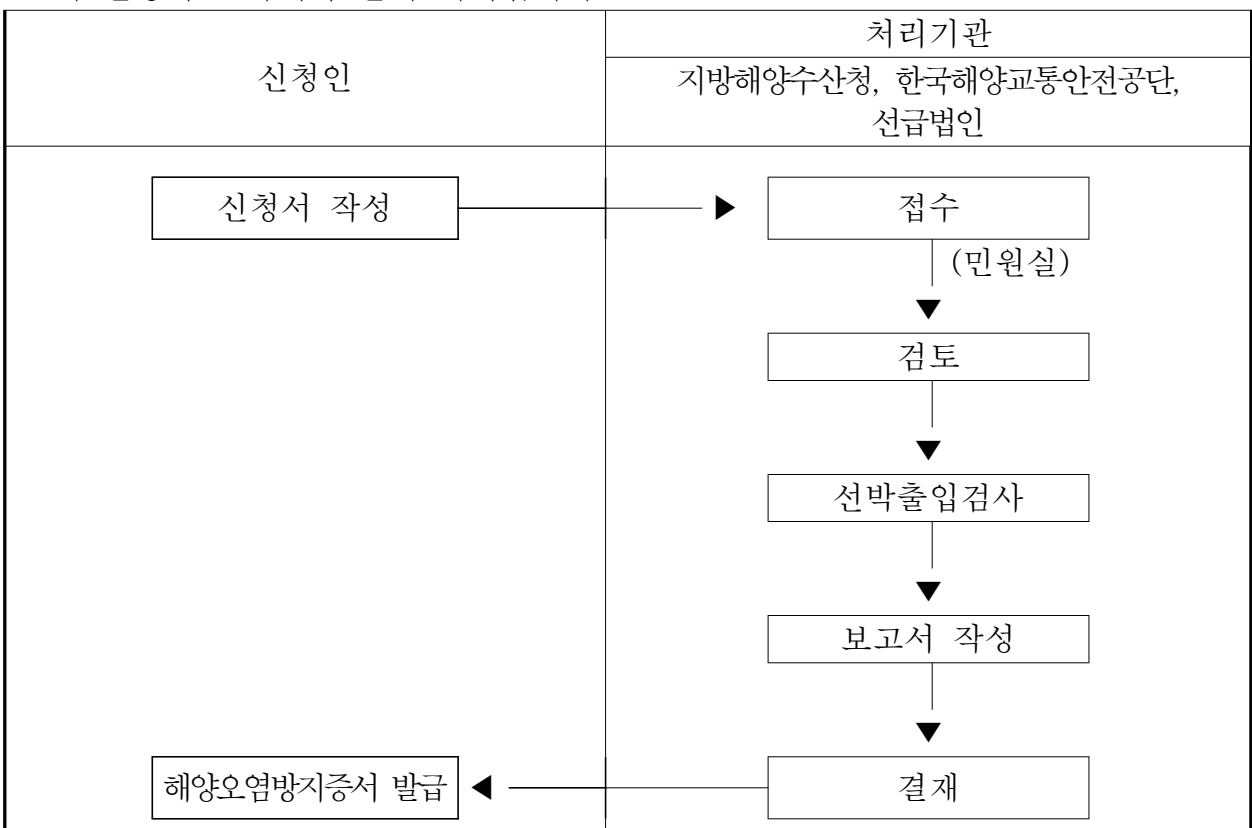 신청인
처리기관
지방해양수산청, 한국해양교통안전공단,
선급법인
신청서 작성
접수
(민원실)
검토
선박출입검사
보고서 작성
해양오염방지증서 발급
결재